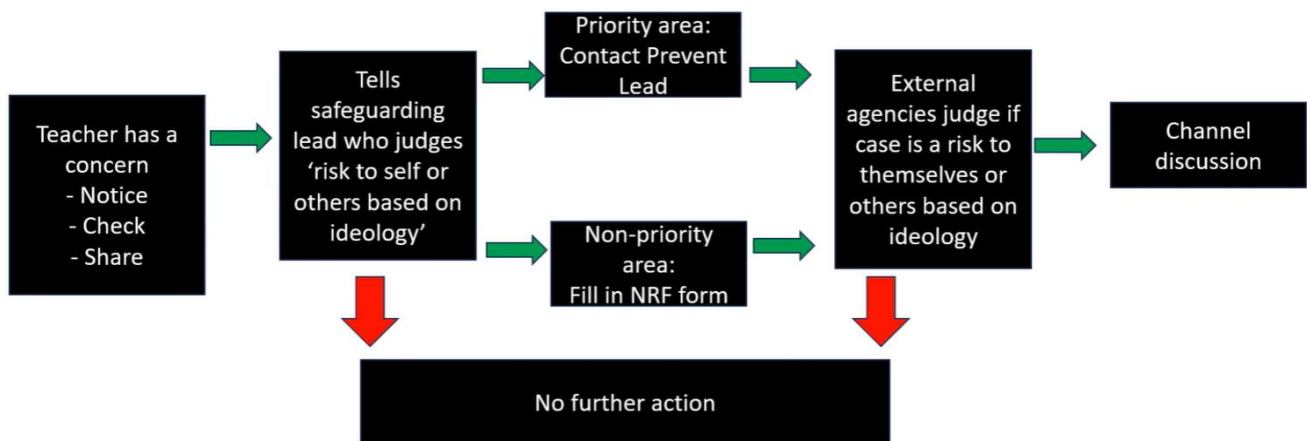 Teacher has a
concern
- Notice
- Check
- Share
Tells
safeguarding
lead who judges
‘risk to self or
others based on
ideology’
Priority area:
Contact Prevent
Lead
Non-priority
area:
Fill in NRF form
External
agencies judge if
case is a risk to
themselves or
others based on
ideology
Channel
discussion
No further action